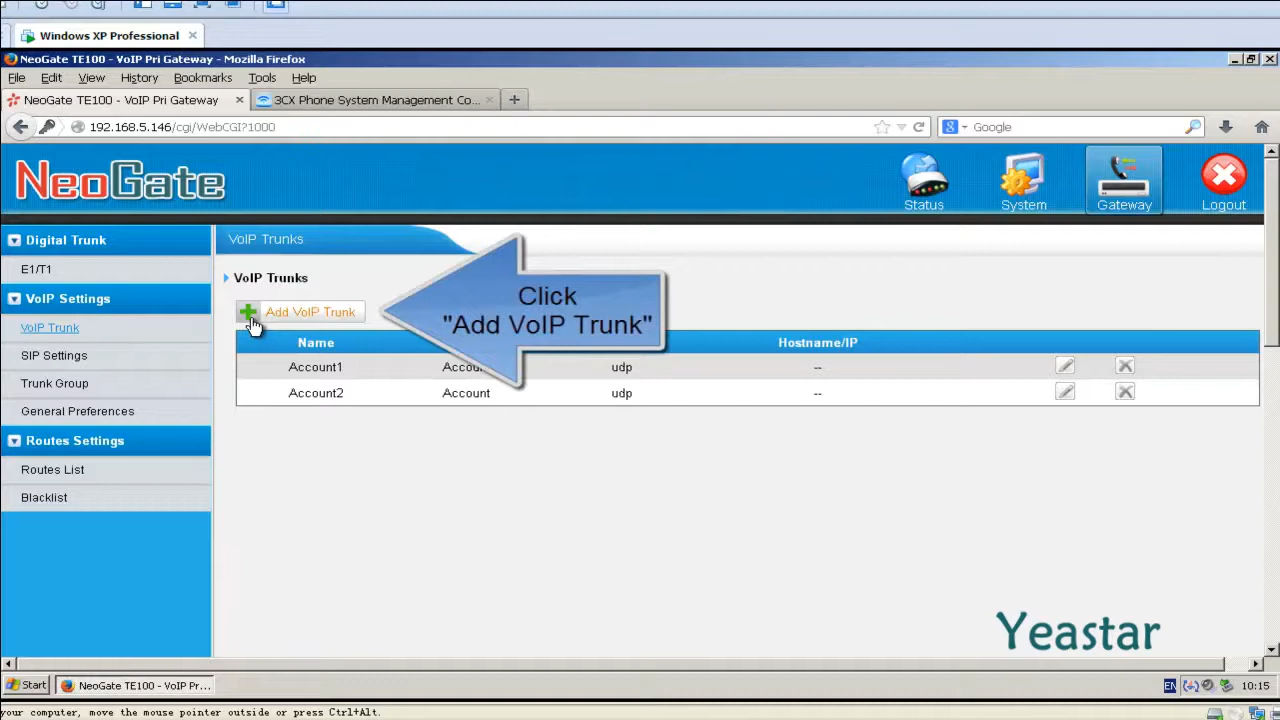 Windows XP Professional
NeoGate TE100 - VoIP Pri Gateway - Mozilla Firefox
File Edit View History Bookmarks Tools Help
NeoGate TE100 - VoIP Pri Gateway
3CX Phone System Management Co...
192.168.5.146/cgi/WebCGI?1000
Google
NeoGate
Status
System
Gateway
Logout
Digital Trunk
E1/T1
VoIP Settings
VoIP Trunk
SIP Settings
Trunk Group
General Preferences
Routes Settings
Routes List
Blacklist
VoIP Trunks
VoIP Trunks
Add VoIP Trunk
Click
"Add VoIP Trunk"
Name Hostname/IP
Account1 Accou udp --
Account2 Account udp --
Yeastar
Start
NeoGate TE100 - VoIP Pr...
EN
10:15
your computer, move the mouse pointer outside or press Ctrl+Alt.